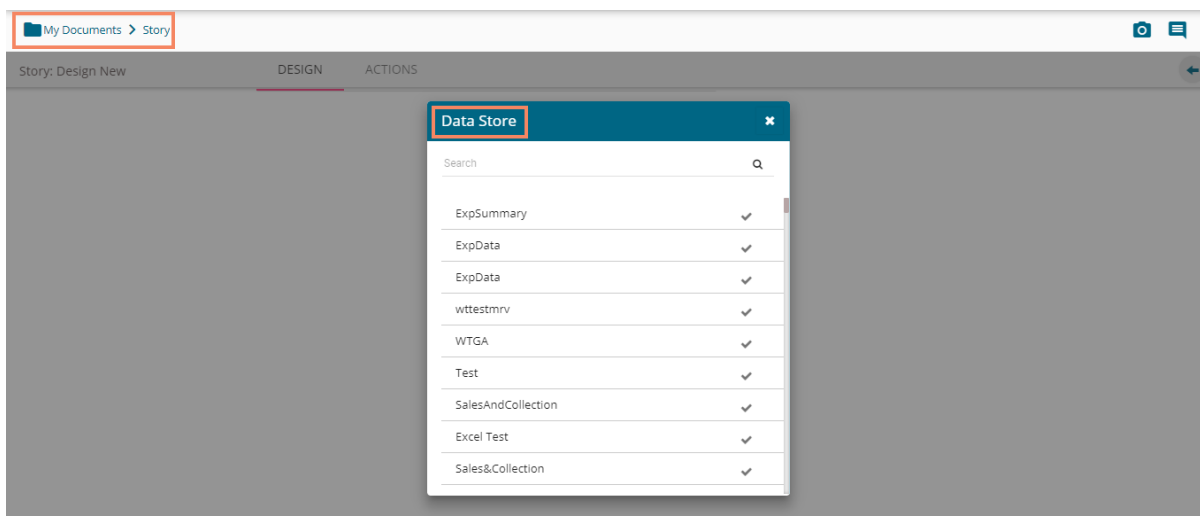 My Documents > Story
Story: Design New DESIGN ACTIONS
Data Store
Search
ExpSummary
ExpData
ExpData
wttestmrv
WTGA
Test
SalesAndCollection
Excel Test
Sales&Collection